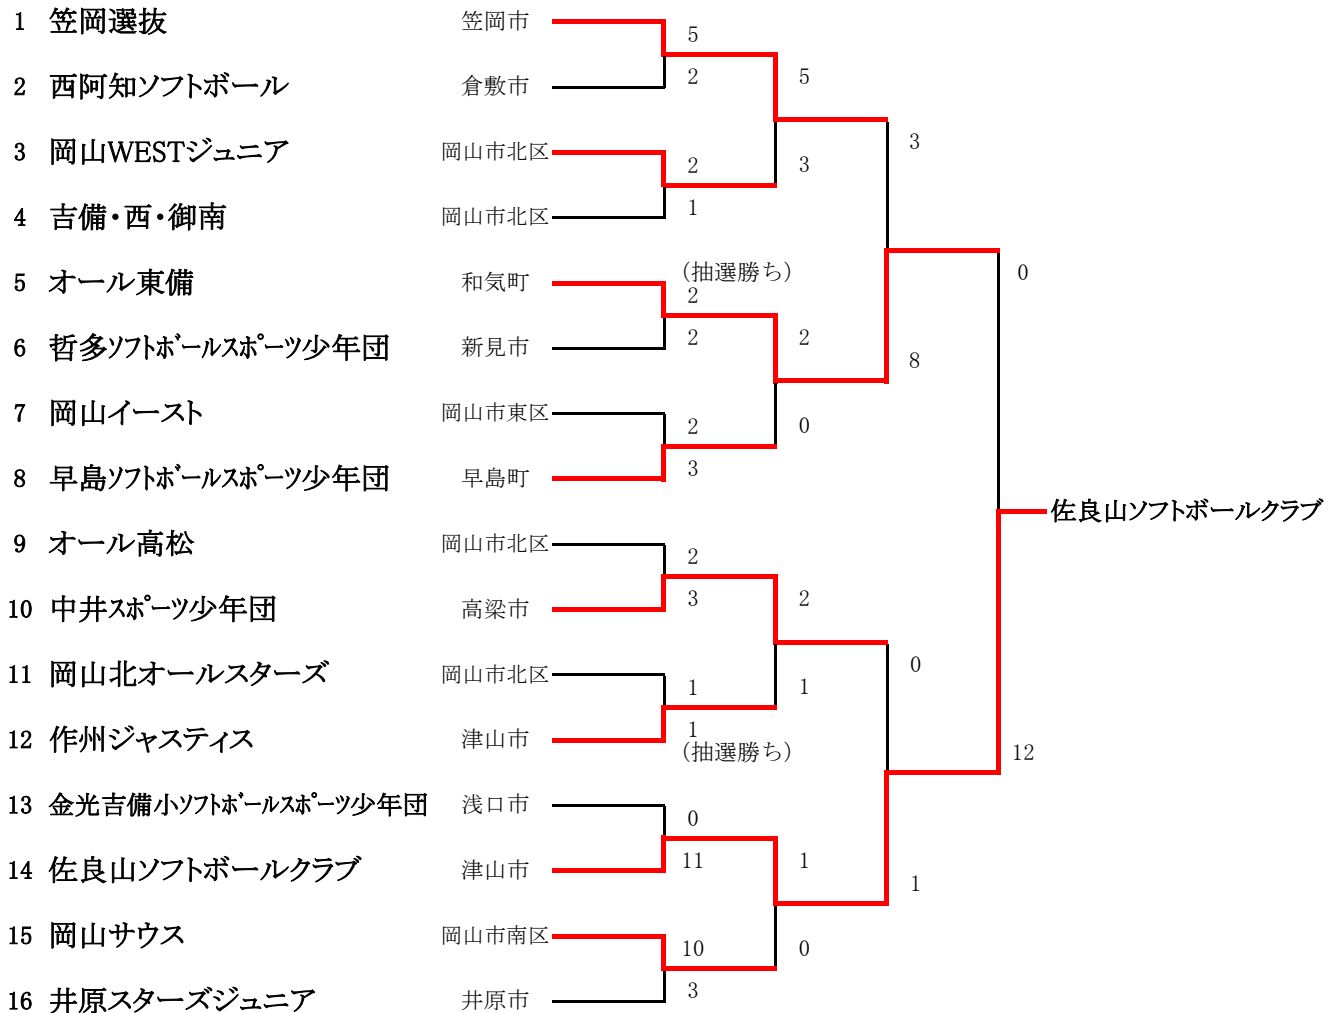 1 笠岡選抜 笠岡市
5
2 西阿知ソフトボール 倉敷市
2
5
3 岡山WESTジュニア 岡山市北区
2
3
3
4 吉備・西・御南 岡山市北区
1
5 オール東備 和気町
(抽選勝ち)
2
0
6 哲多ソフトボールスポーツ少年団 新見市
2
2
8
7 岡山イースト 岡山市東区
2
0
8 早島ソフトボールスポーツ少年団 早島町
3
佐良山ソフトボールクラブ
9 オール高松 岡山市北区
2
10 中井スポーツ少年団 高梁市
3
2
11 岡山北オールスターズ 岡山市北区
1
1
0
12 作州ジャスティス 津山市
1
(抽選勝ち)
12
13 金光吉備小ソフトボールスポーツ少年団 浅口市
0
14 佐良山ソフトボールクラブ 津山市
11
1
1
15 岡山サウス 岡山市南区
10
0
16 井原スターズジュニア 井原市
3